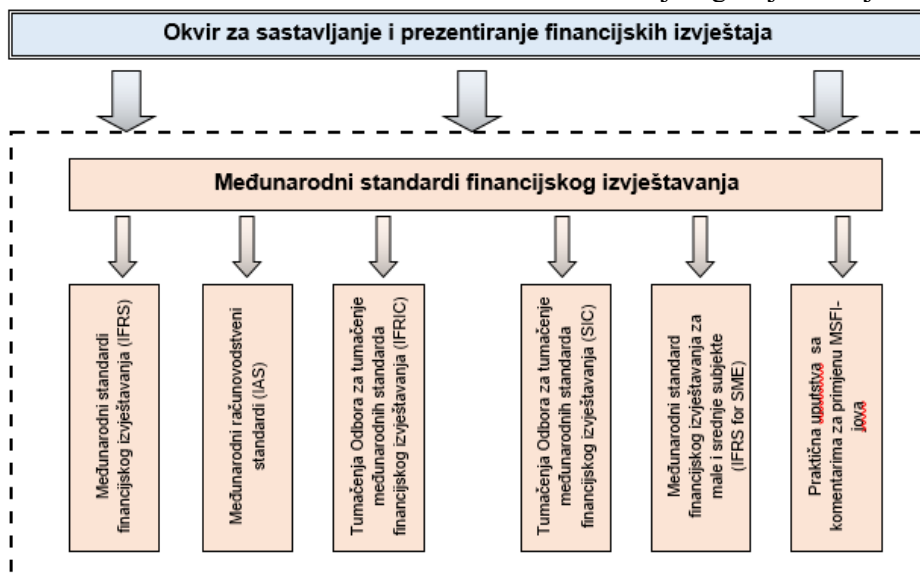 Okvir za sastavljanje i prezentiranje financijskih izvještaja
Međunarodni standardi financijskog izvještavanja
Međunarodni standardi
financijskog izvještavanja (IFRS)
Međunarodni računovodstveni
standardi (IAS)
Tumačenja Odbora za tumačenje
međunarodnih standarda
financijskog izvještavanja (IFRIC)
Tumačenja Odbora za tumačenje
međunarodnih standarda
financijskog izvještavanja (SIC)
Međunarodni standard
financijskog izvještavanja za
male i srednje subjekte
(IFRS for SME)
Praktična uputstva sa
komentarima za primjenu MSFI-
jova